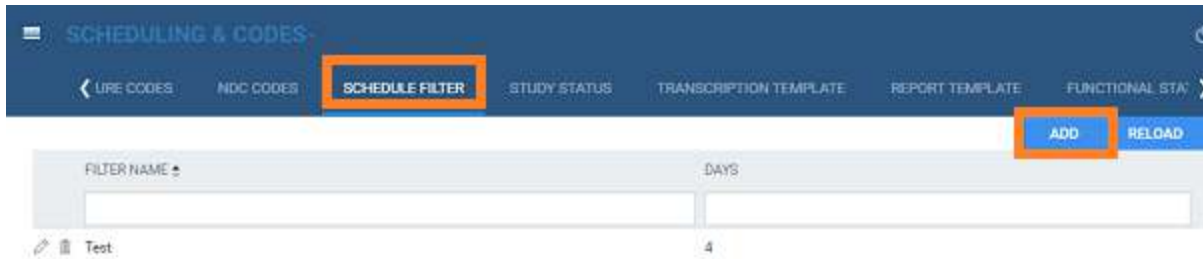 SCHEDULING & CODES-
URE CODES NDC CODES SCHEDULE FILTER STUDY STATUS TRANSCRIPTION TEMPLATE REPORT TEMPLATE FUNCTIONAL STA
ADD RELOAD
FILTER NAME DAYS
Test 4